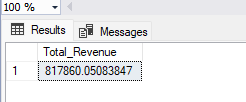 100 %
Results Messages
Total_Revenue
1 817860.05083847